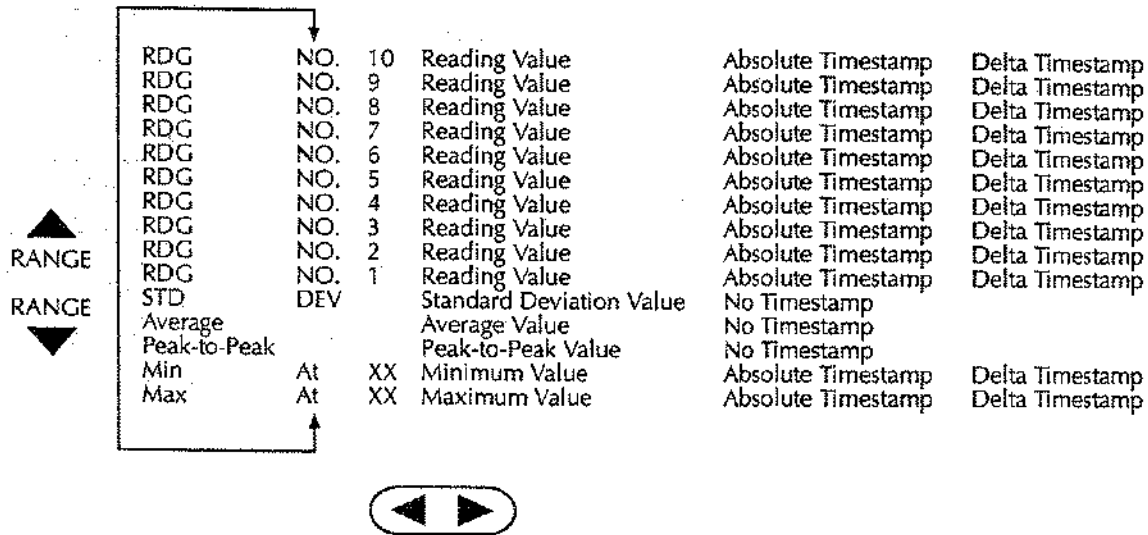 RDG NO. 10 Reading Value Absolute Timestamp Delta Timestamp
RDG NO. 9 Reading Value Absolute Timestamp Delta Timestamp
RDG NO. 8 Reading Value Absolute Timestamp Delta Timestamp
RDG NO. 7 Reading Value Absolute Timestamp Delta Timestamp
RDG NO. 6 Reading Value Absolute Timestamp Delta Timestamp
RDG NO. 5 Reading Value Absolute Timestamp Delta Timestamp
RDG NO. 4 Reading Value Absolute Timestamp Delta Timestamp
RDG NO. 3 Reading Value Absolute Timestamp Delta Timestamp
RANGE RDG NO. 2 Reading Value Absolute Timestamp Delta Timestamp
RDG NO. 1 Reading Value Absolute Timestamp Delta Timestamp
RANGE STD DEV Standard Deviation Value No Timestamp
Average Average Value No Timestamp
Peak-to-Peak Peak-to-Peak Value No Timestamp
Min At XX Minimum Value Absolute Timestamp Delta Timestamp
Max At XX Maximum Value Absolute Timestamp Delta Timestamp